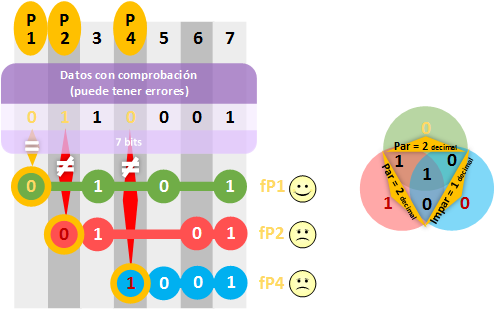 P P P
1 2 3 4 5 6 7
Datos con comprobación
(puede tener errores)
0 1 1 0 0 0 1
7 bits
= ≠ ≠
0 1 0 1 fP1
0 1 0 1 fP2
1 0 0 1 fP4
0
Par = 2 decimal
1 0
1
Par = 2 decimal
Impar = 1 decimal
1 0 0